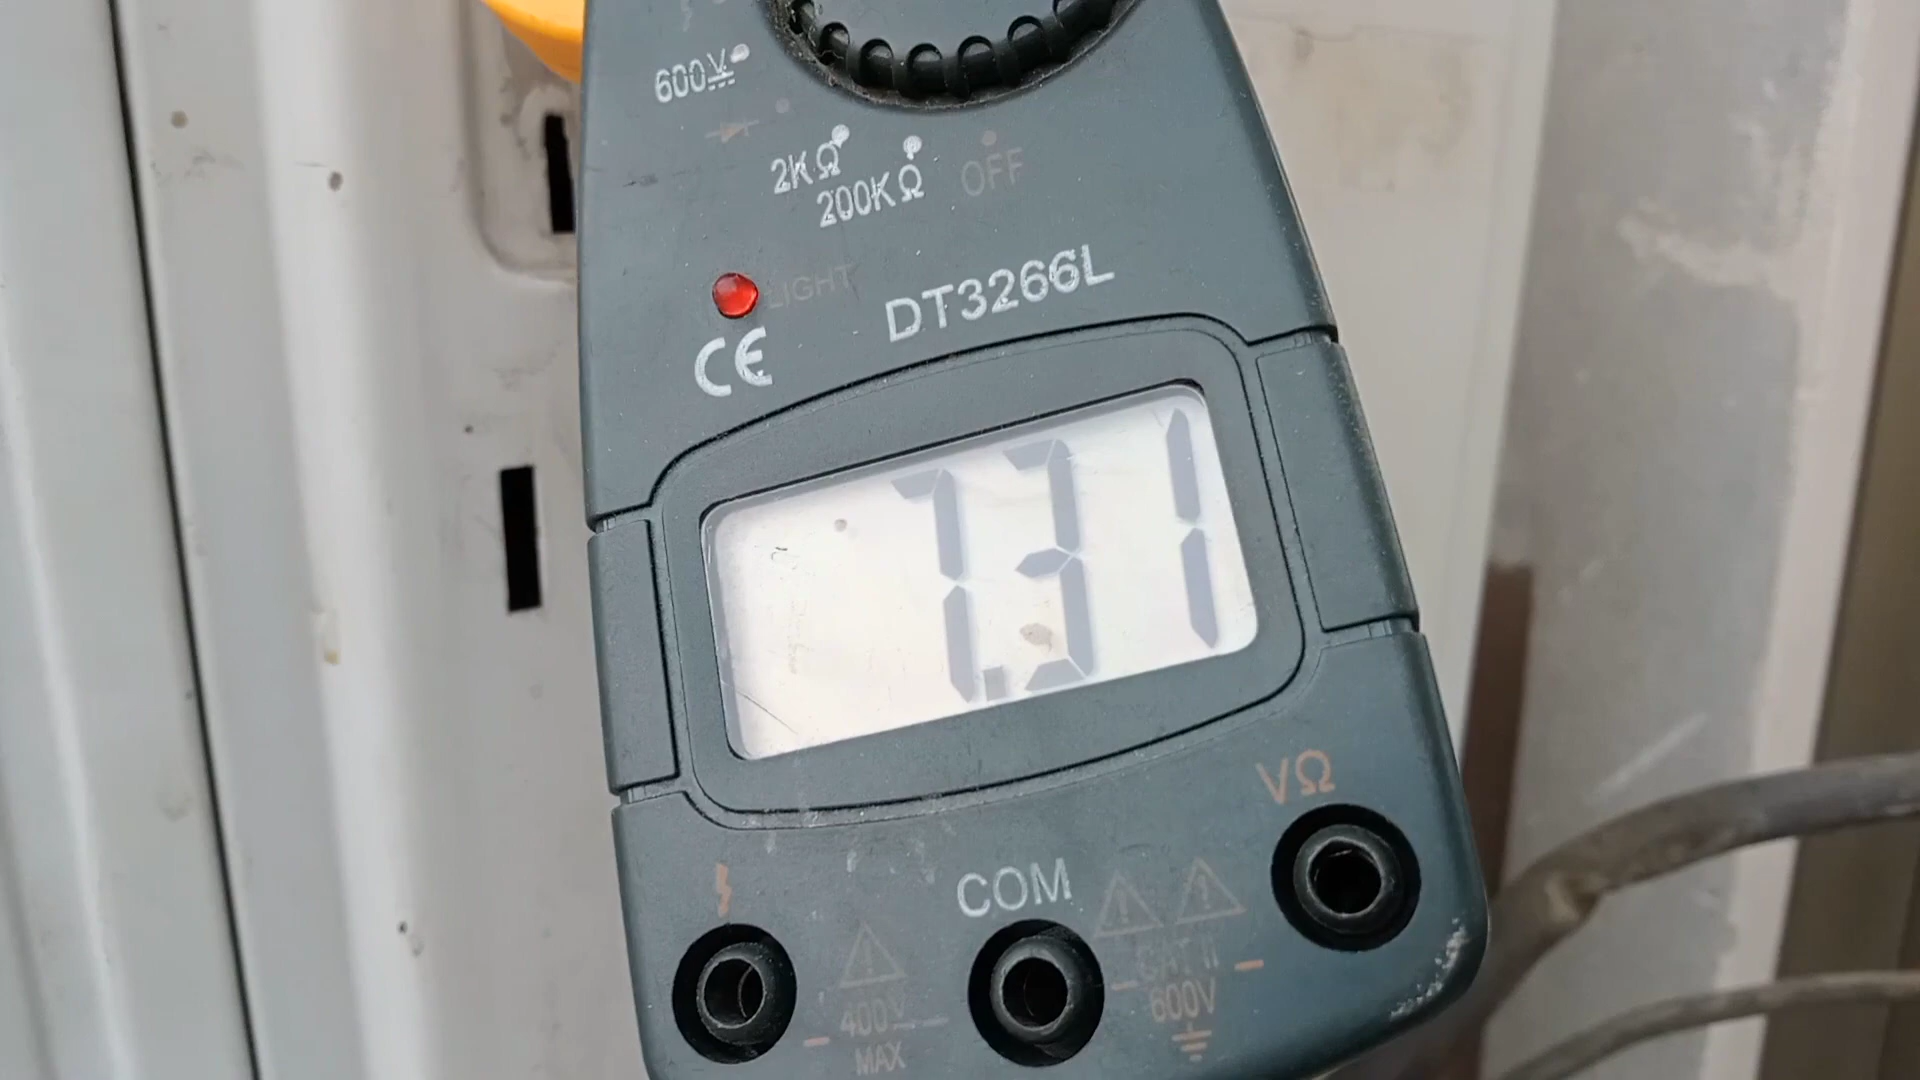 600V
2KΩ
200KΩ
OFF
LIGHT
DT3266L
CE
7.31
VΩ
COM
CAT II
600V
400V
MAX